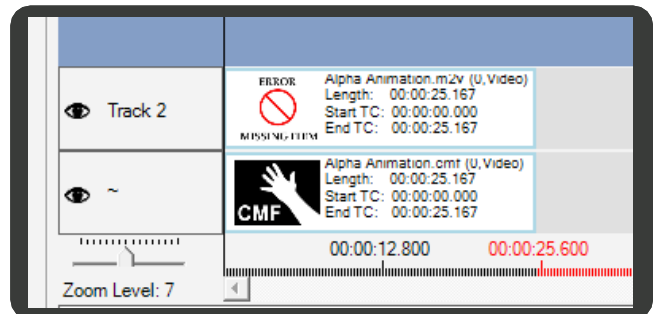 Track 2
ERROR
MISSING ITEM
Alpha Animation.m2v (0,Video)
Length: 00:00:25.167
Start TC: 00:00:00.000
End TC: 00:00:25.167
~
CMF
Alpha Animation.cmf (0,Video)
Length: 00:00:25.167
Start TC: 00:00:00.000
End TC: 00:00:25.167
00:00:12.800 00:00:25.600
Zoom Level: 7